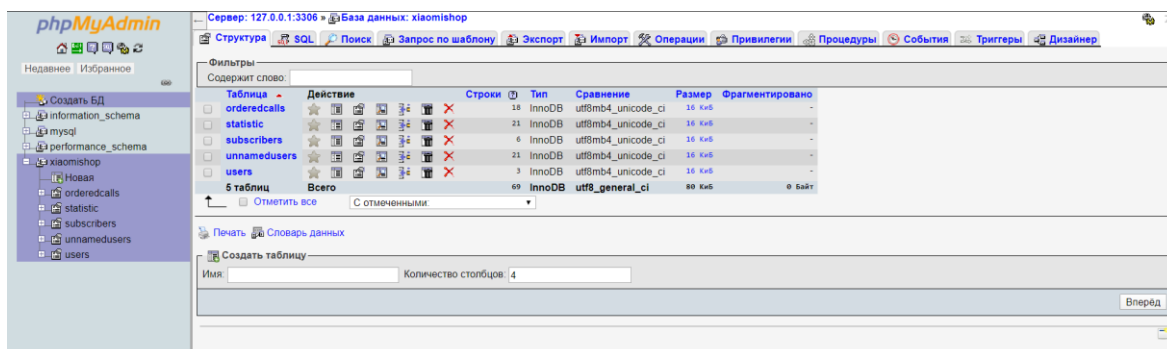 phpMyAdmin
Недавнее Избранное
Создать БД
information_schema
mysql
performance_schema
xiaomishop
Новая
orderedcalls
statistic
subscribers
unnamedusers
users
Сервер: 127.0.0.1:3306 » База данных: xiaomishop
Структура SQL Поиск Запрос по шаблону Экспорт Импорт Операции Привилегии Процедуры События Триггеры Дизайнер
Фильтры
Содержит слово:
Таблица Действие Строки Тип Сравнение Размер Фрагментировано
orderedcalls 18 InnoDB utf8mb4_unicode_ci 16 КиБ -
statistic 21 InnoDB utf8mb4_unicode_ci 16 КиБ -
subscribers 6 InnoDB utf8mb4_unicode_ci 16 КиБ -
unnamedusers 21 InnoDB utf8mb4_unicode_ci 16 КиБ -
users 3 InnoDB utf8mb4_unicode_ci 16 КиБ -
5 таблиц Всего 69 InnoDB utf8_general_ci 80 КиБ 0 Байт
Отметить все С отмеченными:
Печать Словарь данных
Создать таблицу
Имя: Количество столбцов: 4
Вперёд